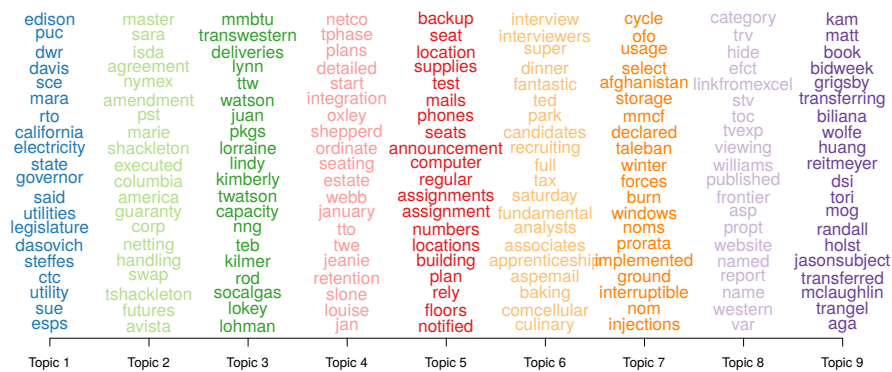 edison master mmbtu netco backup interview cycle category kam
puc sara transwestern tphase seat interviewers ofo trv matt
dwr isda deliveries plans location super usage hide book
davis agreement lynn detailed supplies dinner select efct bidweek
sce nymex ttw start test fantastic afghanistan linkfromexcel grigsby
mara amendment watson integration mails ted storage stv transferring
rto pst juan oxley phones park mmcf toc biliana
california marie pkgs shepperd seats candidates declared tvexp wolfe
electricity shackleton lorraine ordinate announcement recruiting taleban viewing huang
state executed lindy seating computer full winter williams reitmeyer
governor columbia kimberly estate regular tax forces published dsi
said america twatson webb assignments saturday burn frontier tori
utilities guaranty capacity january assignment fundamental windows asp mog
legislature corp nng tto numbers analysts noms propt randall
dasovich netting teb twe locations associates prorata website holst
steffes handling kilmer jeanie building apprenticeship implemented named jasonsubject
ctc swap rod retention plan aspemail ground report transferred
utility tshackleton socalgas slone rely baking interruptible name mclaughlin
sue futures lokey louise floors comcellular nom western trangel
esps avista lohman jan notified culinary injections var aga
Topic 1 Topic 2 Topic 3 Topic 4 Topic 5 Topic 6 Topic 7 Topic 8 Topic 9